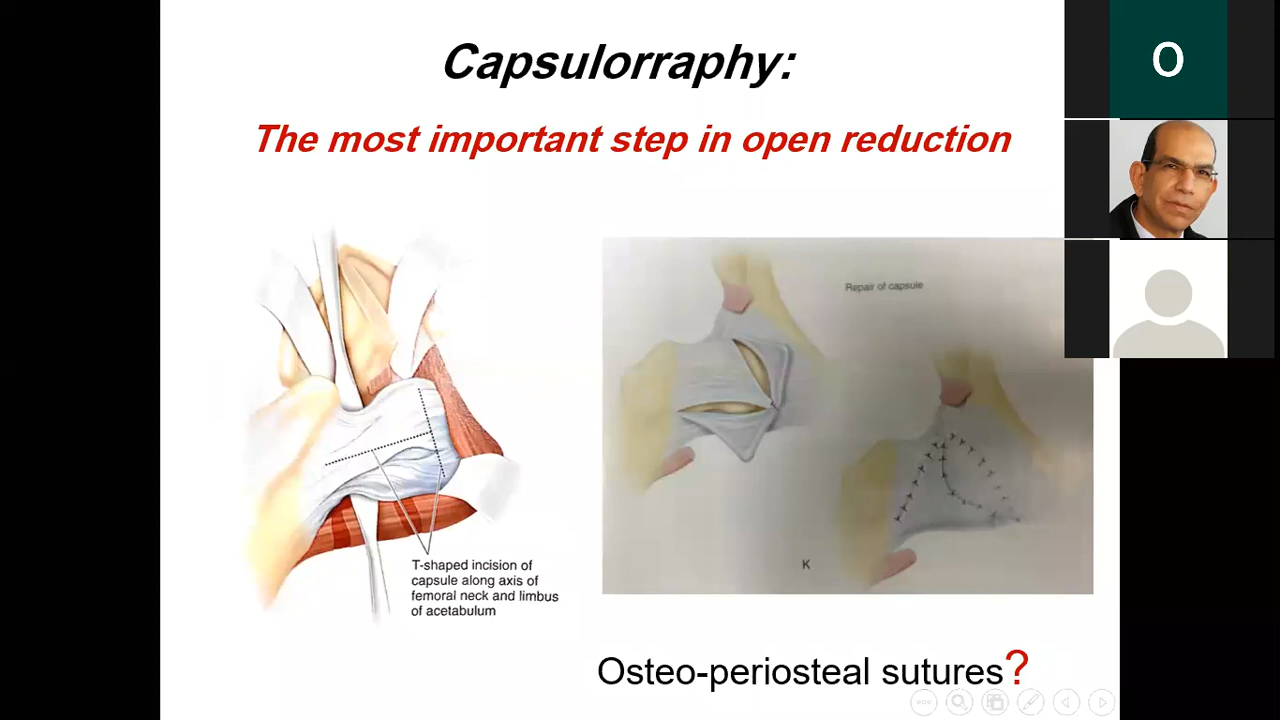 Capsulorraphy:
The most important step in open reduction
Repair of capsule
K
T-shaped incision of
capsule along axis of
femoral neck and limbus
of acetabulum
Osteo-periosteal sutures?
O